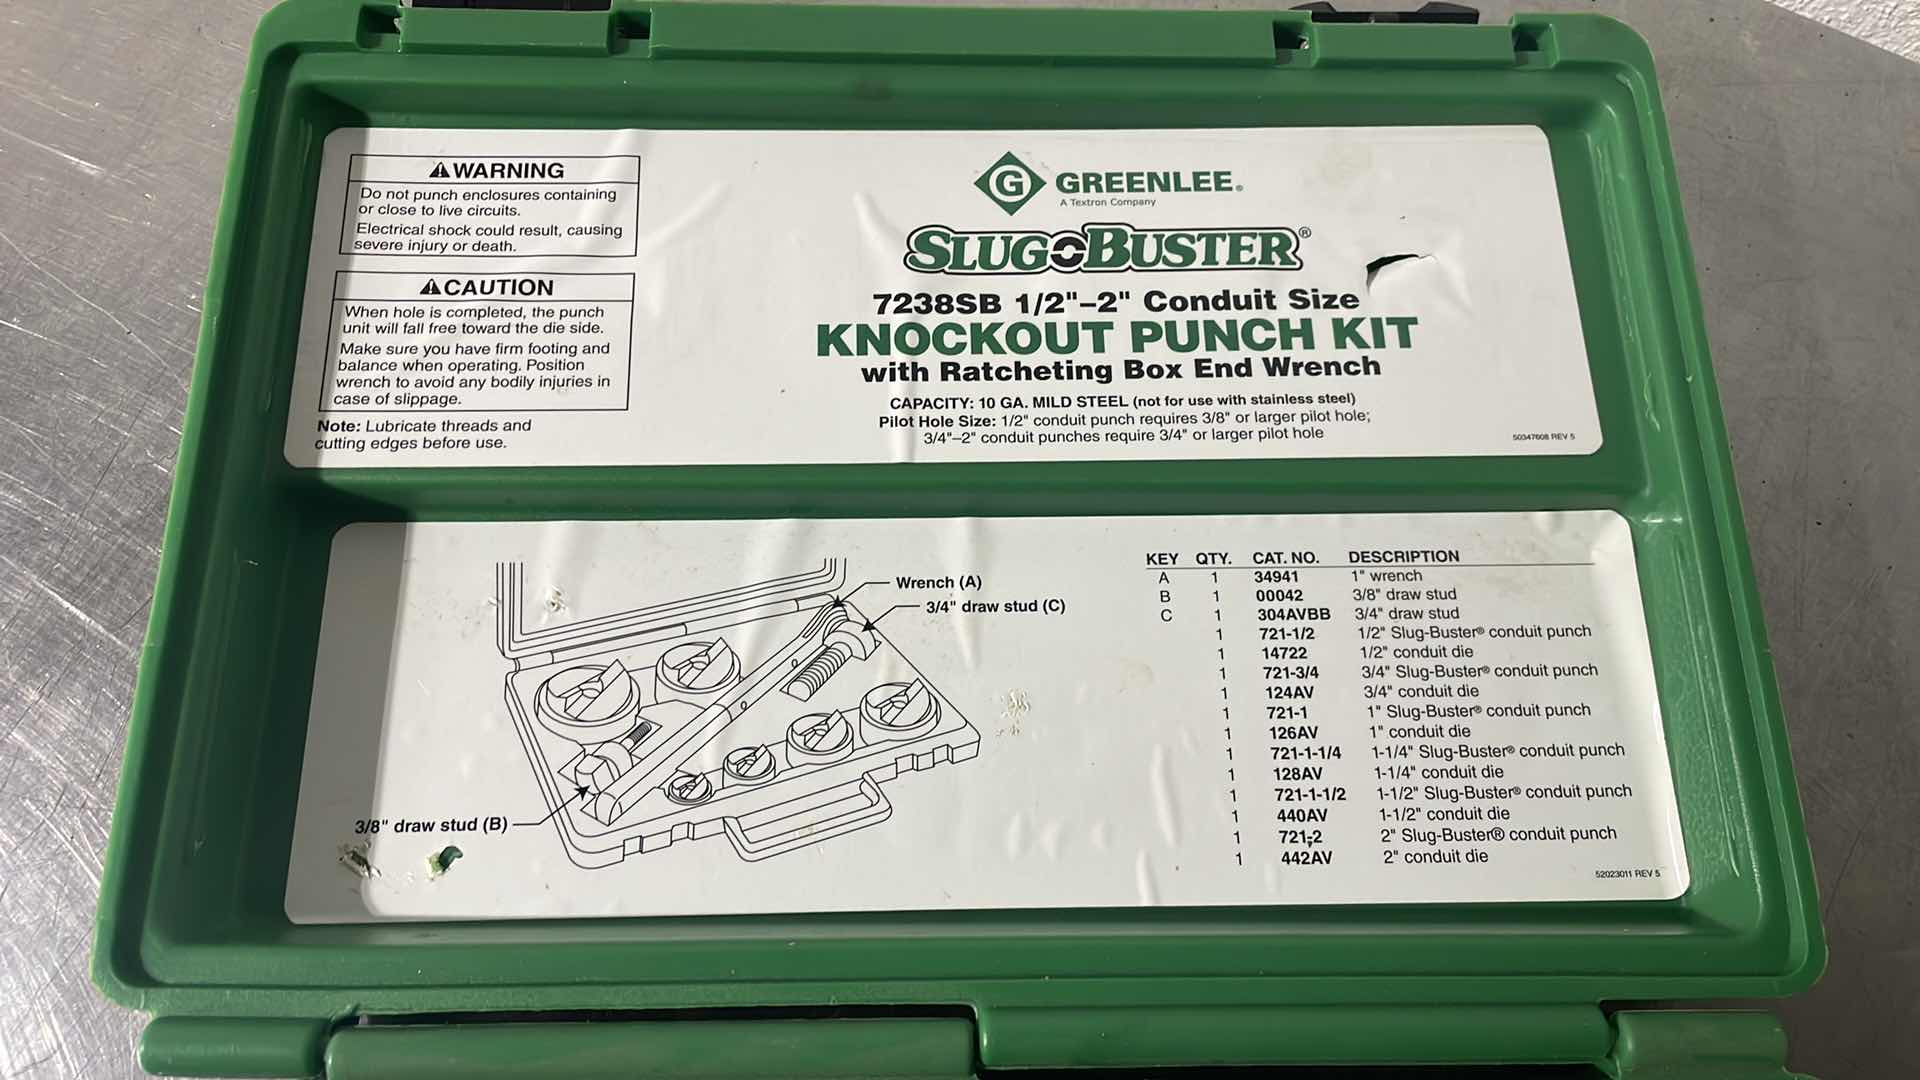 ⚠WARNING
Do not punch enclosures containing
or close to live circuits.
Electrical shock could result, causing
severe injury or death.
⚠CAUTION
When hole is completed, the punch
unit will fall free toward the die side.
Make sure you have firm footing and
balance when operating. Position
wrench to avoid any bodily injuries in
case of slippage.
Note: Lubricate threads and
cutting edges before use.
G GREENLEE®
A Textron Company
SLUG-BUSTER®
7238SB 1/2"–2" Conduit Size
KNOCKOUT PUNCH KIT
with Ratcheting Box End Wrench
CAPACITY: 10 GA. MILD STEEL (not for use with stainless steel)
Pilot Hole Size: 1/2" conduit punch requires 3/8" or larger pilot hole;
3/4"–2" conduit punches require 3/4" or larger pilot hole
50347608 REV 5
Wrench (A)
3/4" draw stud (C)
3/8" draw stud (B)
KEY QTY. CAT. NO. DESCRIPTION
A 1 34941 1" wrench
B 1 00042 3/8" draw stud
C 1 304AVBB 3/4" draw stud
1 721-1/2 1/2" Slug-Buster® conduit punch
1 14722 1/2" conduit die
1 721-3/4 3/4" Slug-Buster® conduit punch
1 124AV 3/4" conduit die
1 721-1 1" Slug-Buster® conduit punch
1 126AV 1" conduit die
1 721-1-1/4 1-1/4" Slug-Buster® conduit punch
1 128AV 1-1/4" conduit die
1 721-1-1/2 1-1/2" Slug-Buster® conduit punch
1 440AV 1-1/2" conduit die
1 721-2 2" Slug-Buster® conduit punch
1 442AV 2" conduit die
52023011 REV 5